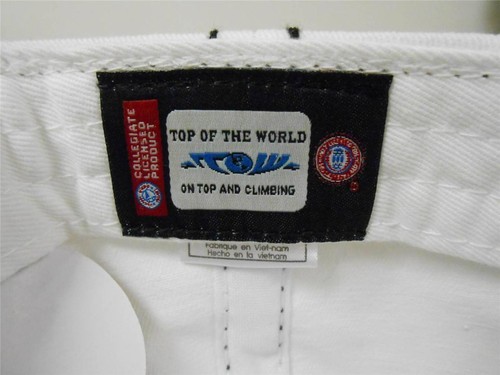 COLLEGIATE
LICENSED
PRODUCT
TOP OF THE WORLD
TOW
ON TOP AND CLIMBING
Fabriqué en Viet-nam
Hecho en la vietnam